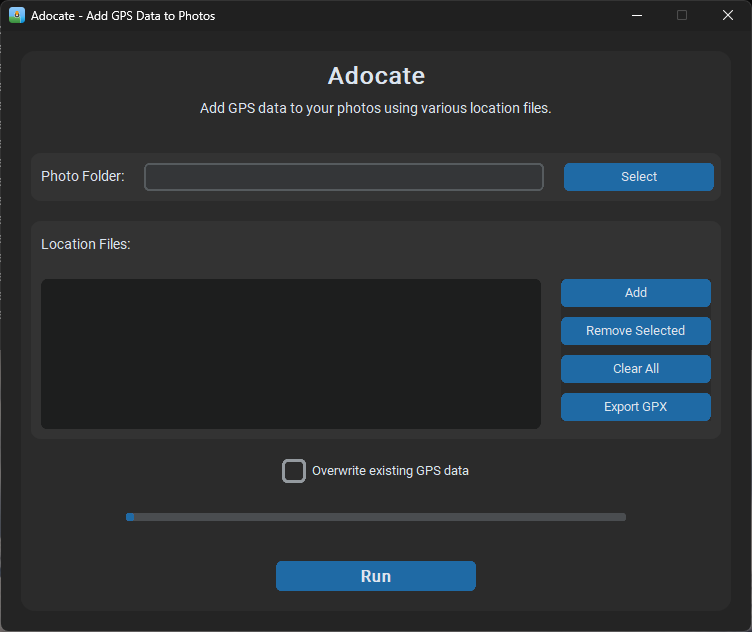 Adocate - Add GPS Data to Photos
Adocate
Add GPS data to your photos using various location files.
Photo Folder:
Select
Location Files:
Add
Remove Selected
Clear All
Export GPX
Overwrite existing GPS data
Run